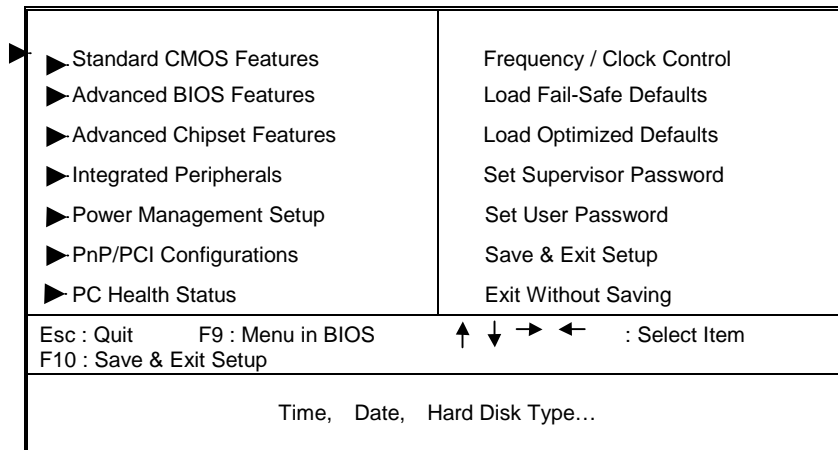 Standard CMOS Features
Advanced BIOS Features
Advanced Chipset Features
Integrated Peripherals
Power Management Setup
PnP/PCI Configurations
PC Health Status
Frequency / Clock Control
Load Fail-Safe Defaults
Load Optimized Defaults
Set Supervisor Password
Set User Password
Save & Exit Setup
Exit Without Saving
Esc : Quit F9 : Menu in BIOS ↑ ↓ → ← : Select Item
F10 : Save & Exit Setup
Time, Date, Hard Disk Type…